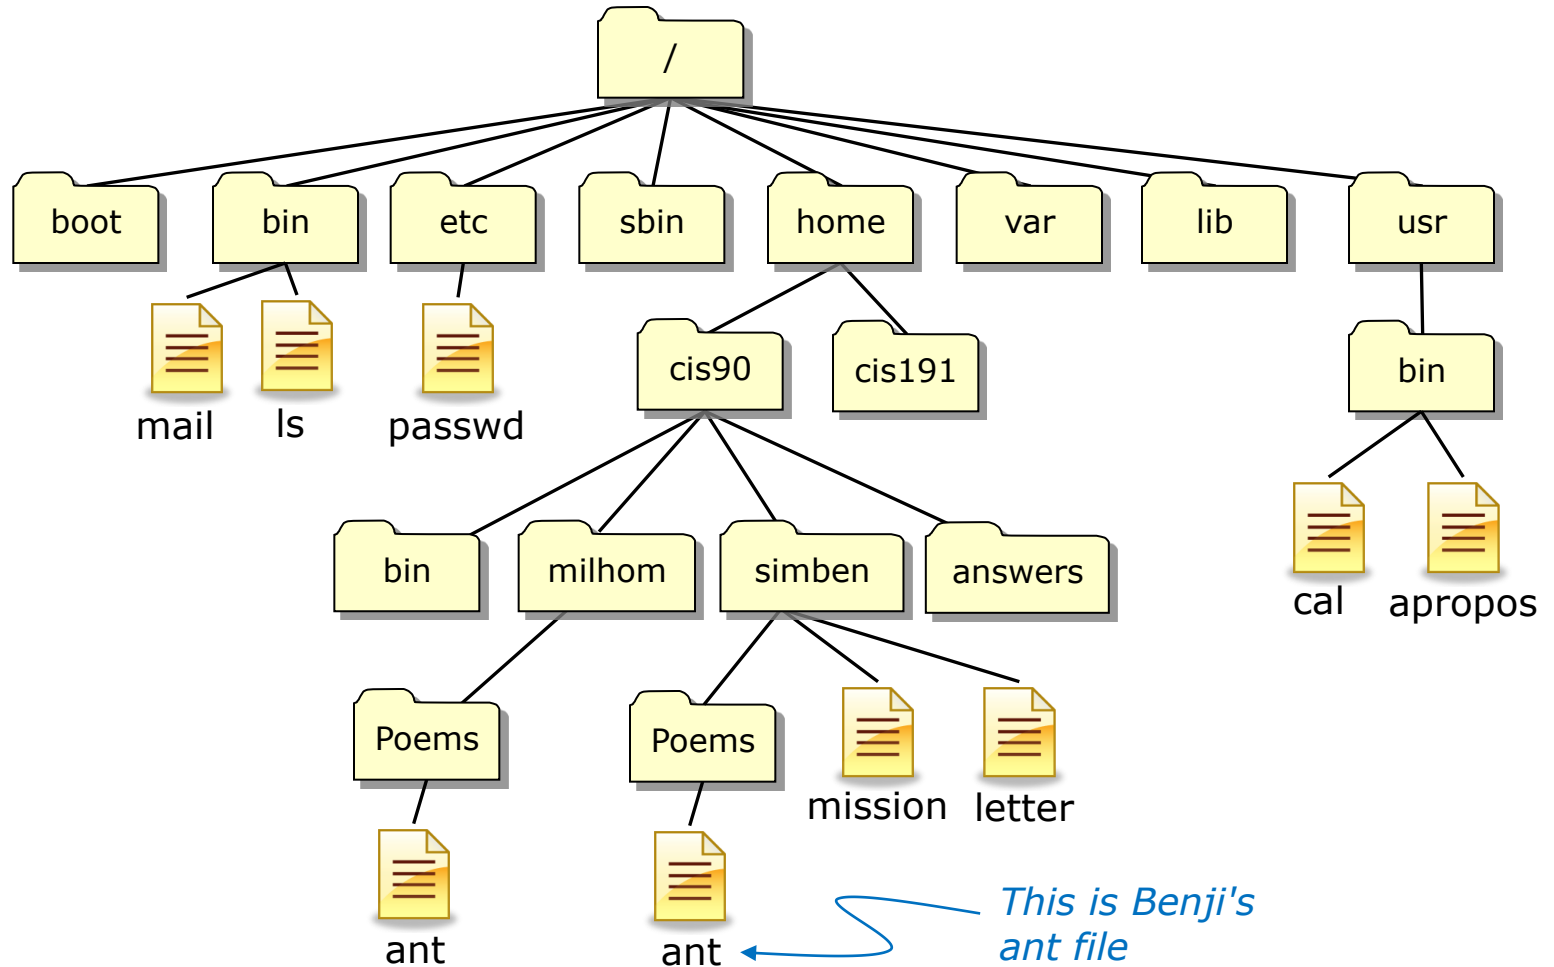 /
boot
bin
etc
sbin
home
var
lib
usr
mail
ls
passwd
cis90
cis191
bin
cal
apropos
bin
milhom
simben
answers
Poems
Poems
mission
letter
ant
ant
This is Benji's
ant file